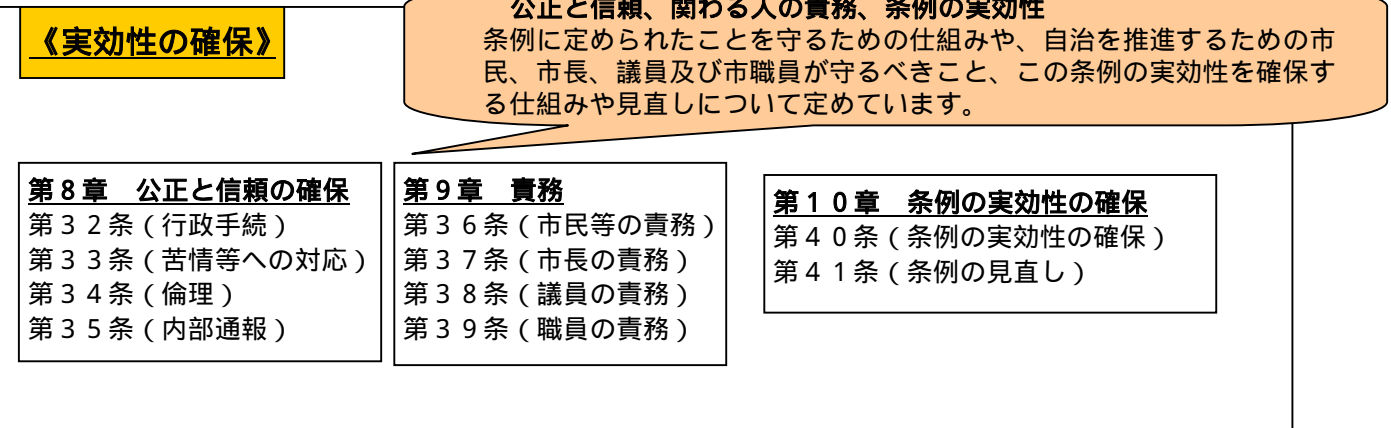 公正と信頼、関わる人の責務、条例の実効性
《実効性の確保》
条例に定められたことを守るための仕組みや、自治を推進するための市
民、市長、議員及び市職員が守るべきこと、この条例の実効性を確保す
る仕組みや見直しについて定めています。
第８章　公正と信頼の確保
第３２条（行政手続）
第３３条（苦情等への対応）
第３４条（倫理）
第３５条（内部通報）
第９章　責務
第３６条（市民等の責務）
第３７条（市長の責務）
第３８条（議員の責務）
第３９条（職員の責務）
第１０章　条例の実効性の確保
第４０条（条例の実効性の確保）
第４１条（条例の見直し）